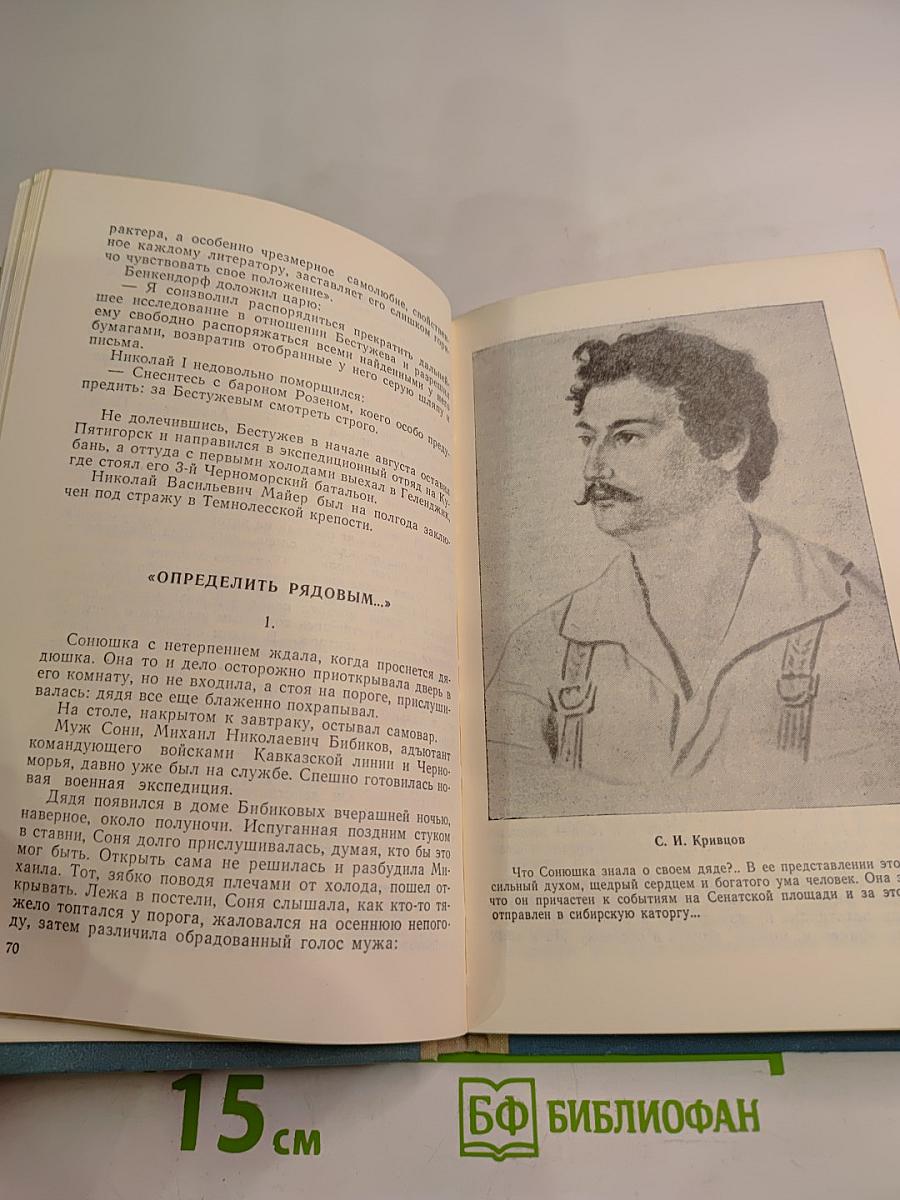 рактера, а особенно чрезмерное самолюбие, свойствен-
ное каждому литератору, заставляет его слишком горя-
чо чувствовать свое положение».
Бенкендорф доложил царю:
— Я соизволил распорядиться прекратить дальней-
шее исследование в отношении Бестужева и разрешил
ему свободно распоряжаться всеми найденными у него
бумагами, возвратив отобранные у него серую шляпу и
письма.
Николай I недовольно поморщился:
— Снеситесь с бароном Розеном, коего особо преду-
предить: за Бестужевым смотреть строго.
Не долечившись, Бестужев в начале августа оставил
Пятигорск и направился в экспедиционный отряд на Ку-
бань, а оттуда с первыми холодами выехал в Геленджик,
где стоял его 3-й Черноморский батальон.
Николай Васильевич Майер был на полгода заклю-
чен под стражу в Темнолесской крепости.
«ОПРЕДЕЛИТЬ РЯДОВЫМ...»
1.
Сонюшка с нетерпением ждала, когда проснется дя-
дюшка. Она то и дело осторожно приоткрывала дверь в
его комнату, но не входила, а стоя на пороге, прислуши-
валась: дядя все еще блаженно похрапывал.
На столе, накрытом к завтраку, остывал самовар.
Муж Сони, Михаил Николаевич Бибиков, адъютант
командующего войсками Кавказской линии и Черно-
морья, давно уже был на службе. Спешно готовилась но-
вая военная экспедиция.
Дядя появился в доме Бибиковых вчерашней ночью,
наверное, около полуночи. Испуганная поздним стуком
в ставни, Соня долго прислушивалась, думая, кто бы это
мог быть. Открыть сама не решилась и разбудила Ми-
хаила. Тот, зябко поводя плечами от холода, пошел от-
крывать. Лежа в постели, Соня слышала, как кто-то тя-
жело топтался у порога, жаловался на осеннюю непого-
ду, затем различила обрадованный голос мужа:
70
С. И. Кривцов
Что Сонюшка знала о своем дяде?.. В ее представлении это
сильный духом, щедрый сердцем и богатого ума человек. Она з
что он причастен к событиям на Сенатской площади и за это
отправлен в сибирскую каторгу...
15 см
БФ БИБЛИОФАН